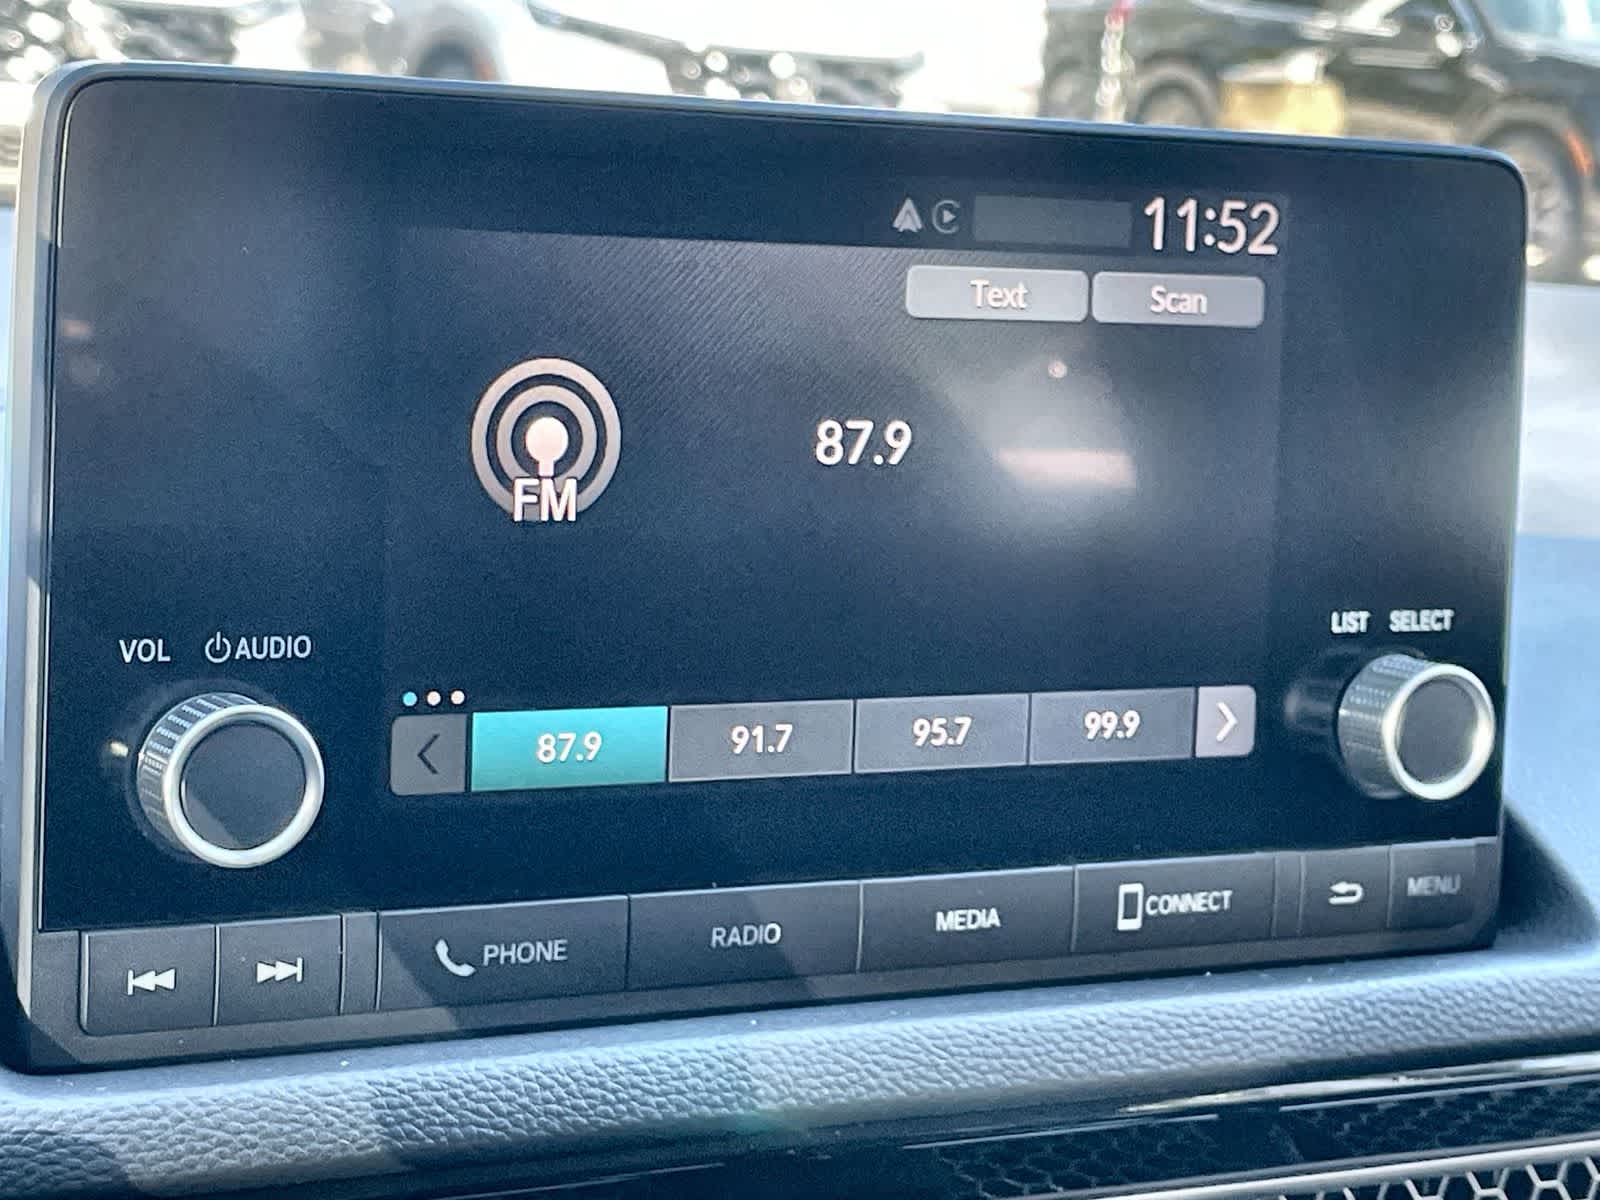 11:52
Text Scan
FM
87.9
LIST SELECT
VOL AUDIO
87.9 91.7 95.7 99.9
PHONE RADIO MEDIA CONNECT MENU